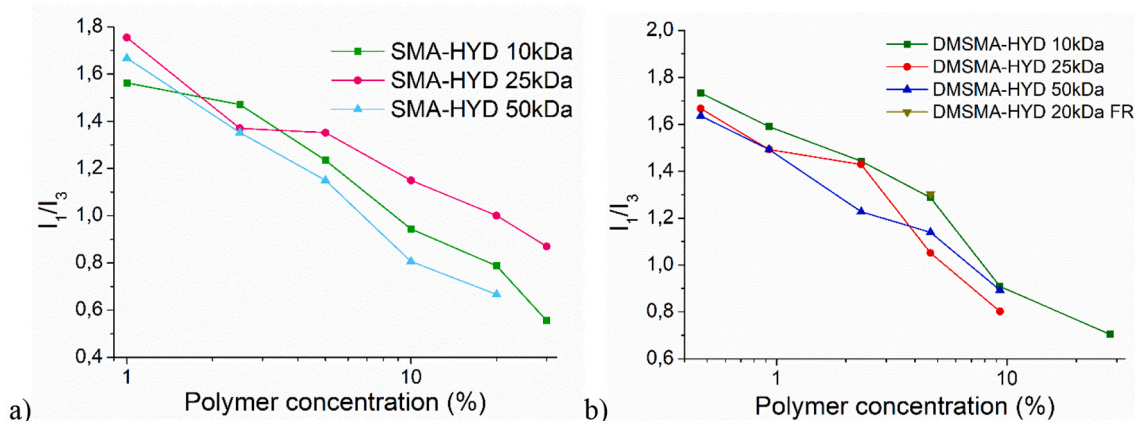 1,8
1,6
1,4
1,2
1,0
0,8
0,6
0,4
I1/I3
SMA-HYD 10kDa
SMA-HYD 25kDa
SMA-HYD 50kDa
1
10
Polymer concentration (%)
a)
2,0
1,8
1,6
1,4
1,2
1,0
0,8
0,6
I1/I3
DMSMA-HYD 10kDa
DMSMA-HYD 25kDa
DMSMA-HYD 50kDa
DMSMA-HYD 20kDa FR
1
10
Polymer concentration (%)
b)